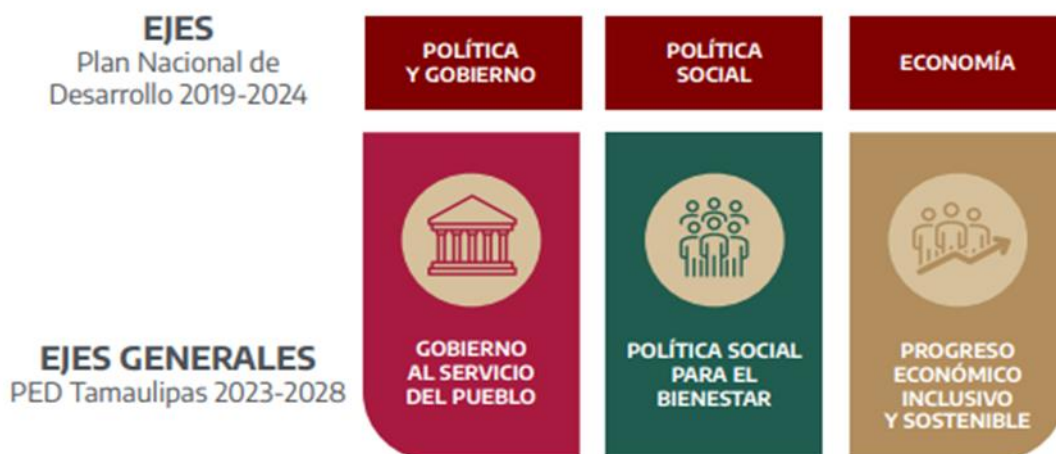 EJES
Plan Nacional de
Desarrollo 2019-2024
POLÍTICA
Y GOBIERNO
POLÍTICA
SOCIAL
ECONOMÍA
EJES GENERALES
PED Tamaulipas 2023-2028
GOBIERNO
AL SERVICIO
DEL PUEBLO
POLÍTICA SOCIAL
PARA EL
BIENESTAR
PROGRESO
ECONÓMICO
INCLUSIVO
Y SOSTENIBLE